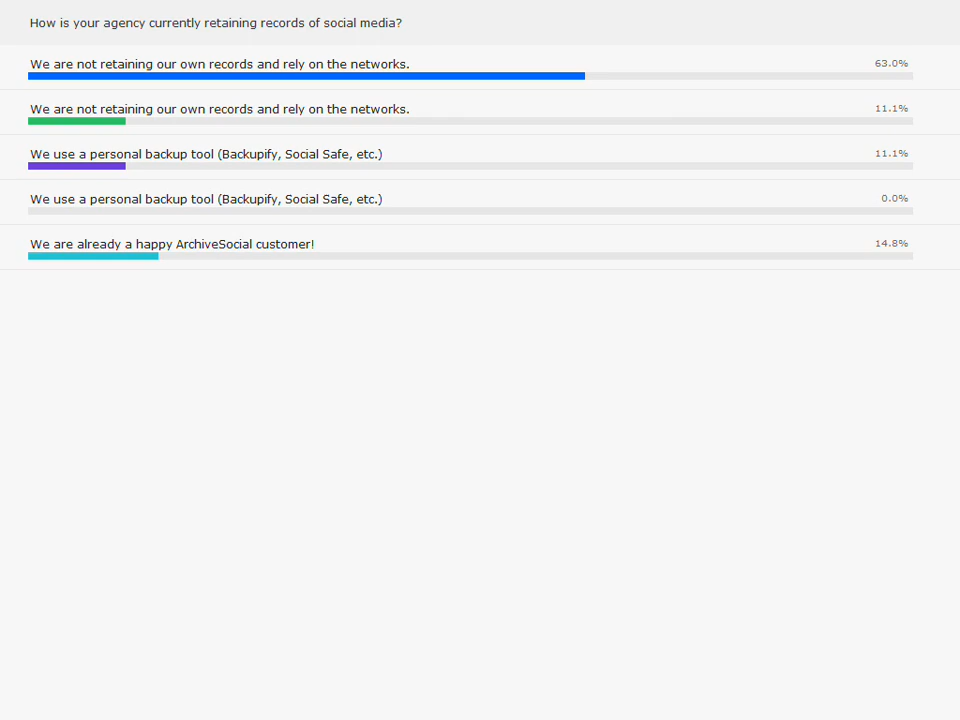 How is your agency currently retaining records of social media?
We are not retaining our own records and rely on the networks. 63.0%
We are not retaining our own records and rely on the networks. 11.1%
We use a personal backup tool (Backupify, Social Safe, etc.) 11.1%
We use a personal backup tool (Backupify, Social Safe, etc.) 0.0%
We are already a happy ArchiveSocial customer! 14.8%